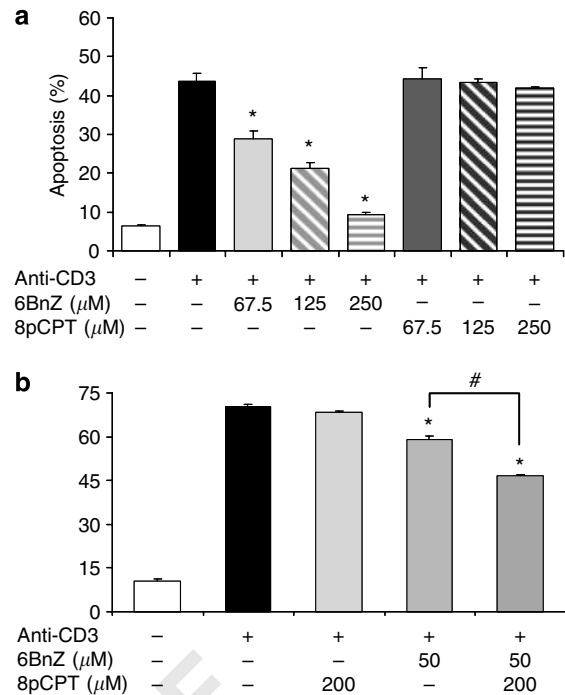 a
60
50
40
30
20
10
0
Apoptosis (%)
* * *
Anti-CD3 – + + + + + + +
6BnZ (μM) – – 67.5 125 250 – – –
8pCPT (μM) – – – – – 67.5 125 250
b
75
60
45
30
15
0
#
* *
Anti-CD3 – + + + +
6BnZ (μM) – – – 50 50
8pCPT (μM) – – 200 – 200